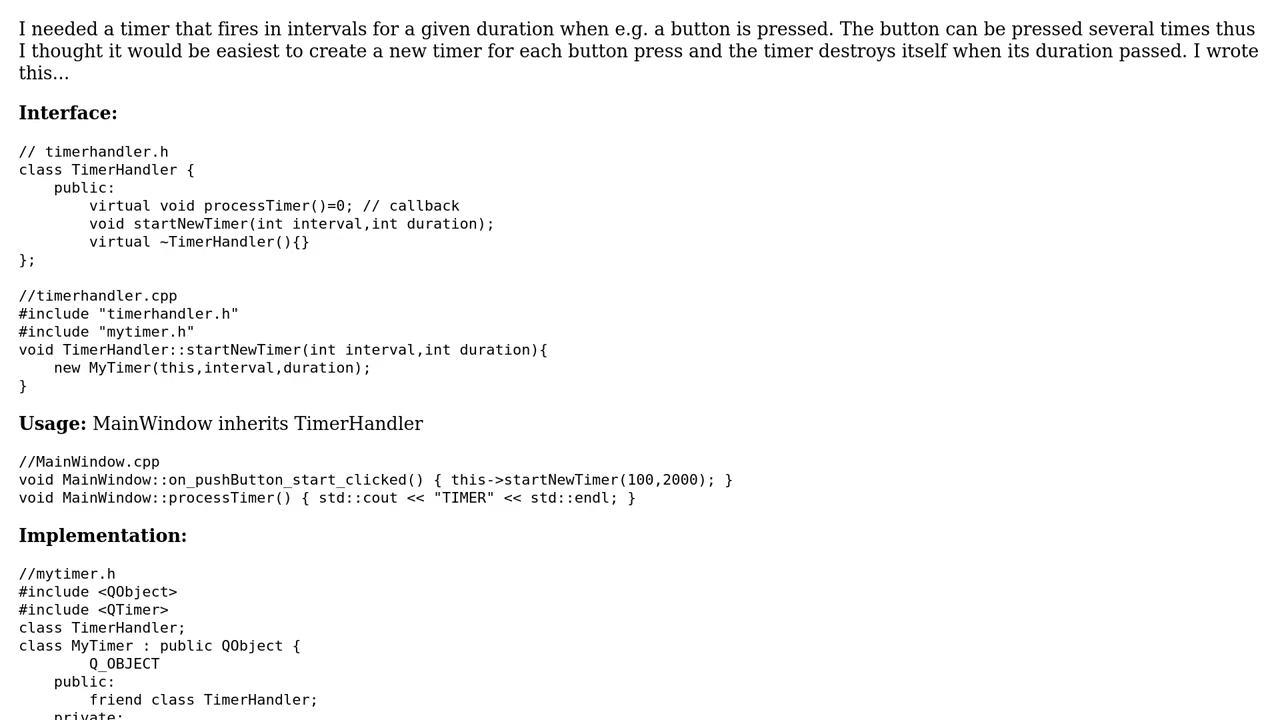 I needed a timer that fires in intervals for a given duration when e.g. a button is pressed. The button can be pressed several times thus
I thought it would be easiest to create a new timer for each button press and the timer destroys itself when its duration passed. I wrote
this...
Interface:
// timerhandler.h
class TimerHandler {
    public:
        virtual void processTimer()=0; // callback
        void startNewTimer(int interval,int duration);
        virtual ~TimerHandler(){}
};
//timerhandler.cpp
#include "timerhandler.h"
#include "mytimer.h"
void TimerHandler::startNewTimer(int interval,int duration){
    new MyTimer(this,interval,duration);
}
Usage: MainWindow inherits TimerHandler
//MainWindow.cpp
void MainWindow::on_pushButton_start_clicked() { this->startNewTimer(100,2000); }
void MainWindow::processTimer() { std::cout << "TIMER" << std::endl; }
Implementation:
//mytimer.h
#include <QObject>
#include <QTimer>
class TimerHandler;
class MyTimer : public QObject {
        Q_OBJECT
    public:
        friend class TimerHandler;
    private: